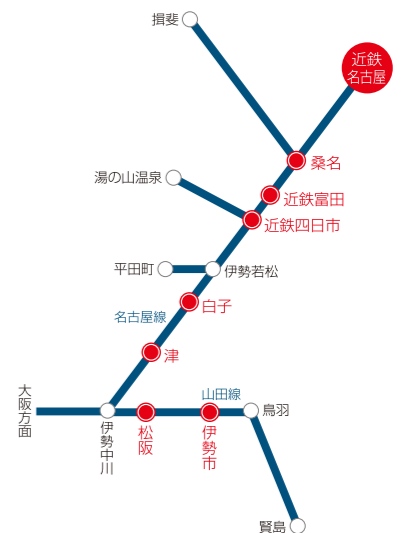 揖斐
近鉄
名古屋
桑名
湯の山温泉
近鉄富田
近鉄四日市
平田町
伊勢若松
白子
名古屋線
津
大阪方面
山田線
鳥羽
伊勢中川
松阪
伊勢市
賢島